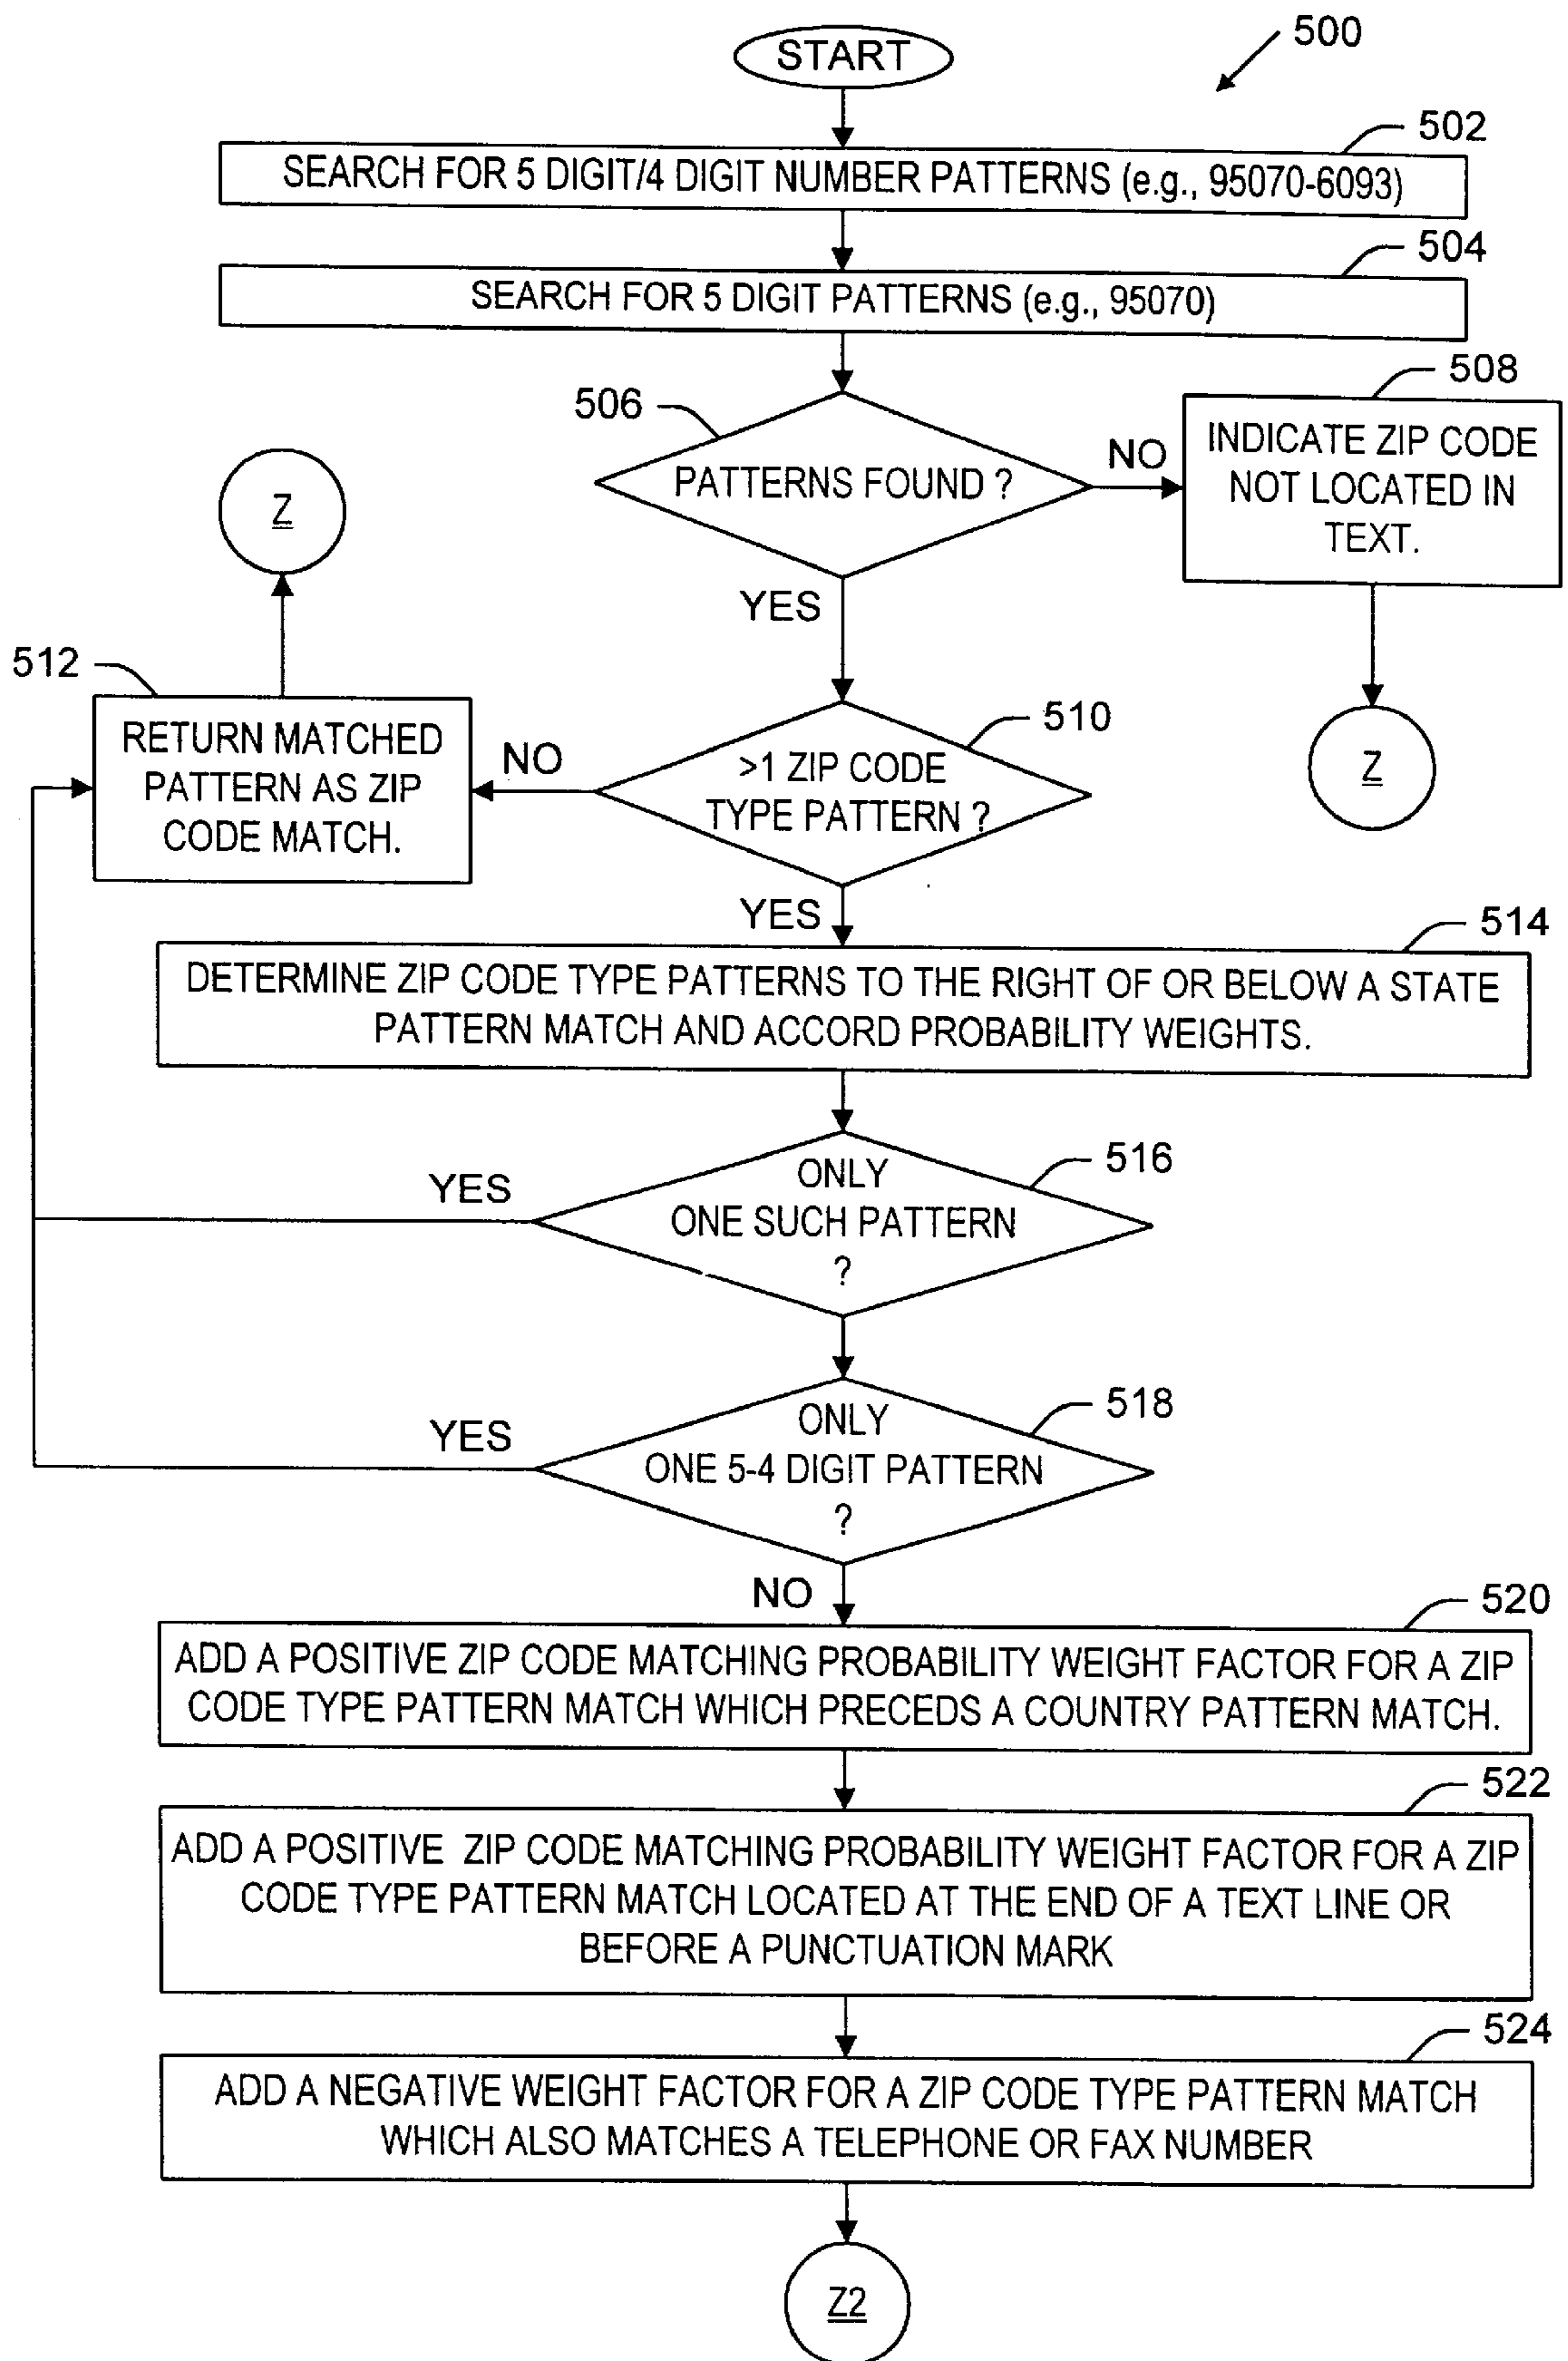 START
500
502
SEARCH FOR 5 DIGIT/4 DIGIT NUMBER PATTERNS (e.g., 95070-6093)
504
SEARCH FOR 5 DIGIT PATTERNS (e.g., 95070)
506
PATTERNS FOUND ?
NO
508
INDICATE ZIP CODE
NOT LOCATED IN
TEXT.
Z
Z
YES
512
RETURN MATCHED
PATTERN AS ZIP
CODE MATCH.
NO
510
>1 ZIP CODE
TYPE PATTERN ?
YES
514
DETERMINE ZIP CODE TYPE PATTERNS TO THE RIGHT OF OR BELOW A STATE
PATTERN MATCH AND ACCORD PROBABILITY WEIGHTS.
516
ONLY
ONE SUCH PATTERN
?
YES
518
ONLY
ONE 5-4 DIGIT PATTERN
?
YES
NO
520
ADD A POSITIVE ZIP CODE MATCHING PROBABILITY WEIGHT FACTOR FOR A ZIP
CODE TYPE PATTERN MATCH WHICH PRECEDS A COUNTRY PATTERN MATCH.
522
ADD A POSITIVE ZIP CODE MATCHING PROBABILITY WEIGHT FACTOR FOR A ZIP
CODE TYPE PATTERN MATCH LOCATED AT THE END OF A TEXT LINE OR
BEFORE A PUNCTUATION MARK
524
ADD A NEGATIVE WEIGHT FACTOR FOR A ZIP CODE TYPE PATTERN MATCH
WHICH ALSO MATCHES A TELEPHONE OR FAX NUMBER
Z2